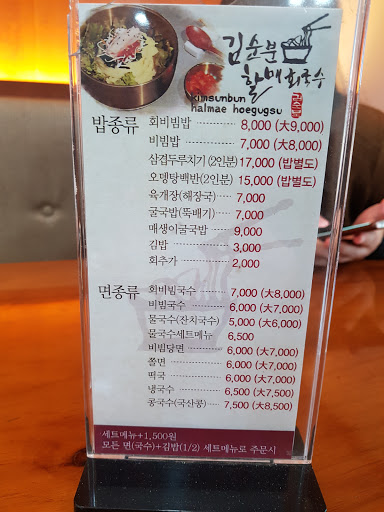 김순분
할매회국수
kimsunbun
halmae hoegugsu
밥종류
회비빔밥 8,000 (大9,000)
비빔밥 7,000 (大8,000)
삼겹두루치기 (2인분) 17,000 (밥별도)
오뎅탕백반(2인분) 15,000 (밥별도)
육개장(해장국) 7,000
굴국밥(뚝배기) 7,000
매생이굴국밥 9,000
김밥 3,000
회추가 2,000
면종류
회비빔국수 7,000 (大8,000)
비빔국수 6,000 (大7,000)
물국수(잔치국수) 5,000 (大6,000)
물국수세트메뉴 6,500
비빔당면 6,000 (大7,000)
쫄면 6,000 (大7,000)
떡국 6,000 (大7,000)
냉국수 6,500 (大7,500)
콩국수(국산콩) 7,500 (大8,500)
세트메뉴+1,500원
모든 면(국수)+김밥(1/2) 세트메뉴로 주문시